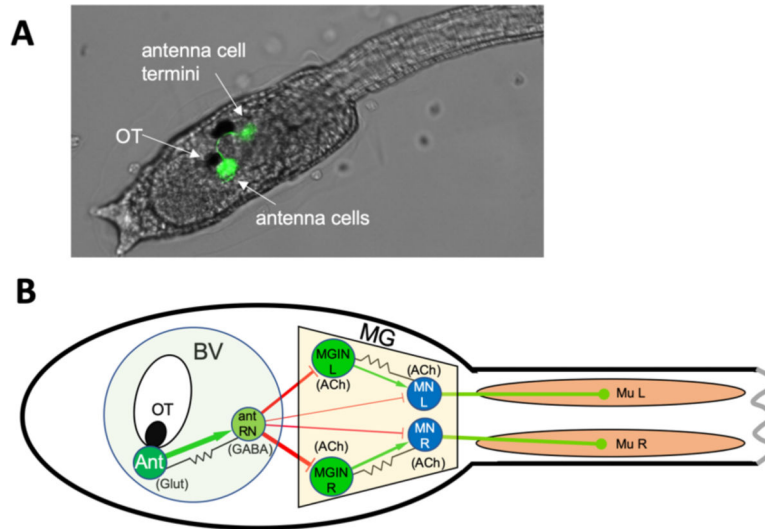 A
antenna cell
termini
OT
antenna cells
B
BV
MG
OT
Ant
(Glut)
ant
RN
(GABA)
MGIN
L
(ACh)
(ACh)
MN
L
MN
R
(ACh)
(ACh)
MGIN
R
Mu L
Mu R